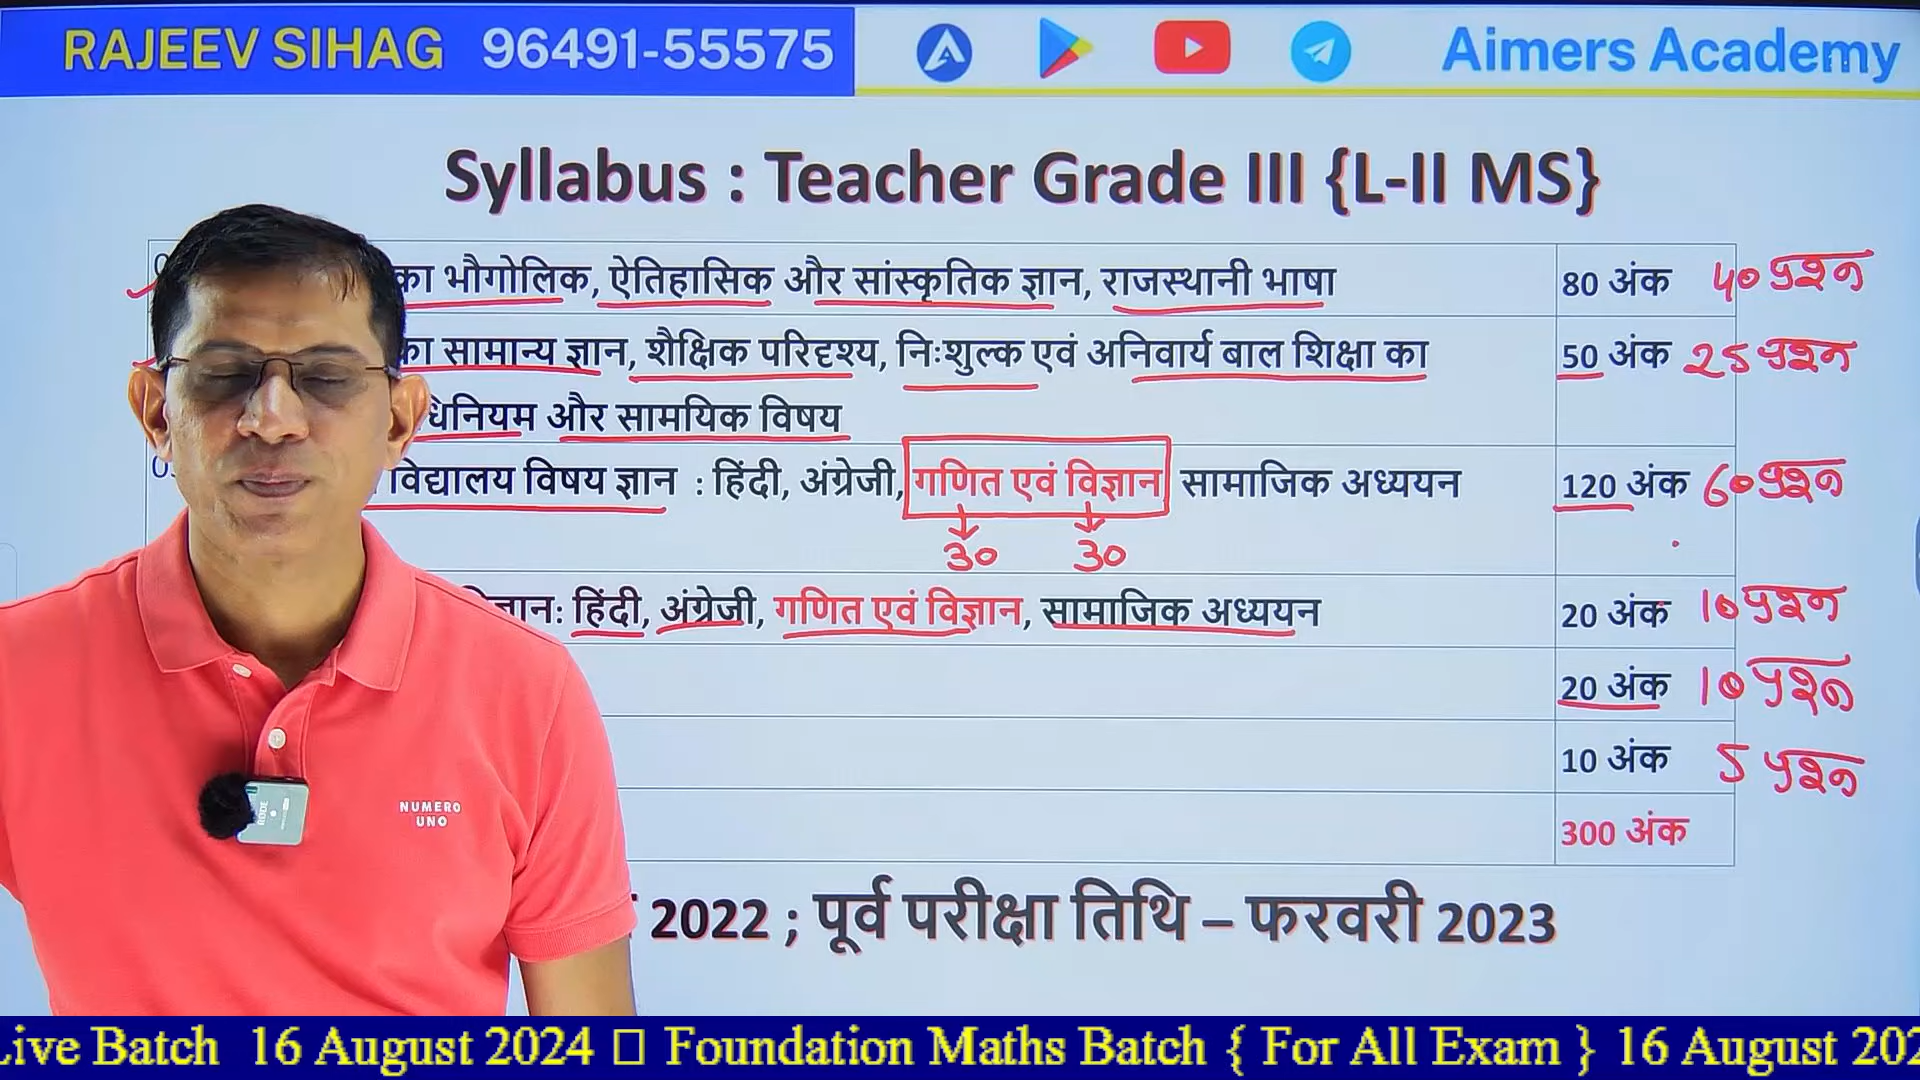 RAJEEV SIHAG 96491-55575 Aimers Academy
Syllabus : Teacher Grade III {L-II MS}
का भौगोलिक, ऐतिहासिक और सांस्कृतिक ज्ञान, राजस्थानी भाषा 80 अंक 40 प्रश्न
का सामान्य ज्ञान, शैक्षिक परिदृश्य, निःशुल्क एवं अनिवार्य बाल शिक्षा का 50 अंक 25 प्रश्न
धिनियम और सामयिक विषय
विद्यालय विषय ज्ञान : हिंदी, अंग्रेजी, गणित एवं विज्ञान सामाजिक अध्ययन 120 अंक 60 प्रश्न
30 30
हिंदी, अंग्रेजी, गणित एवं विज्ञान, सामाजिक अध्ययन 20 अंक 10 प्रश्न
20 अंक 10 प्रश्न
10 अंक 5 प्रश्न
300 अंक
2022 ; पूर्व परीक्षा तिथि – फरवरी 2023
NUMERO
UNO
RODE
Live Batch 16 August 2024 Foundation Maths Batch { For All Exam } 16 August 202